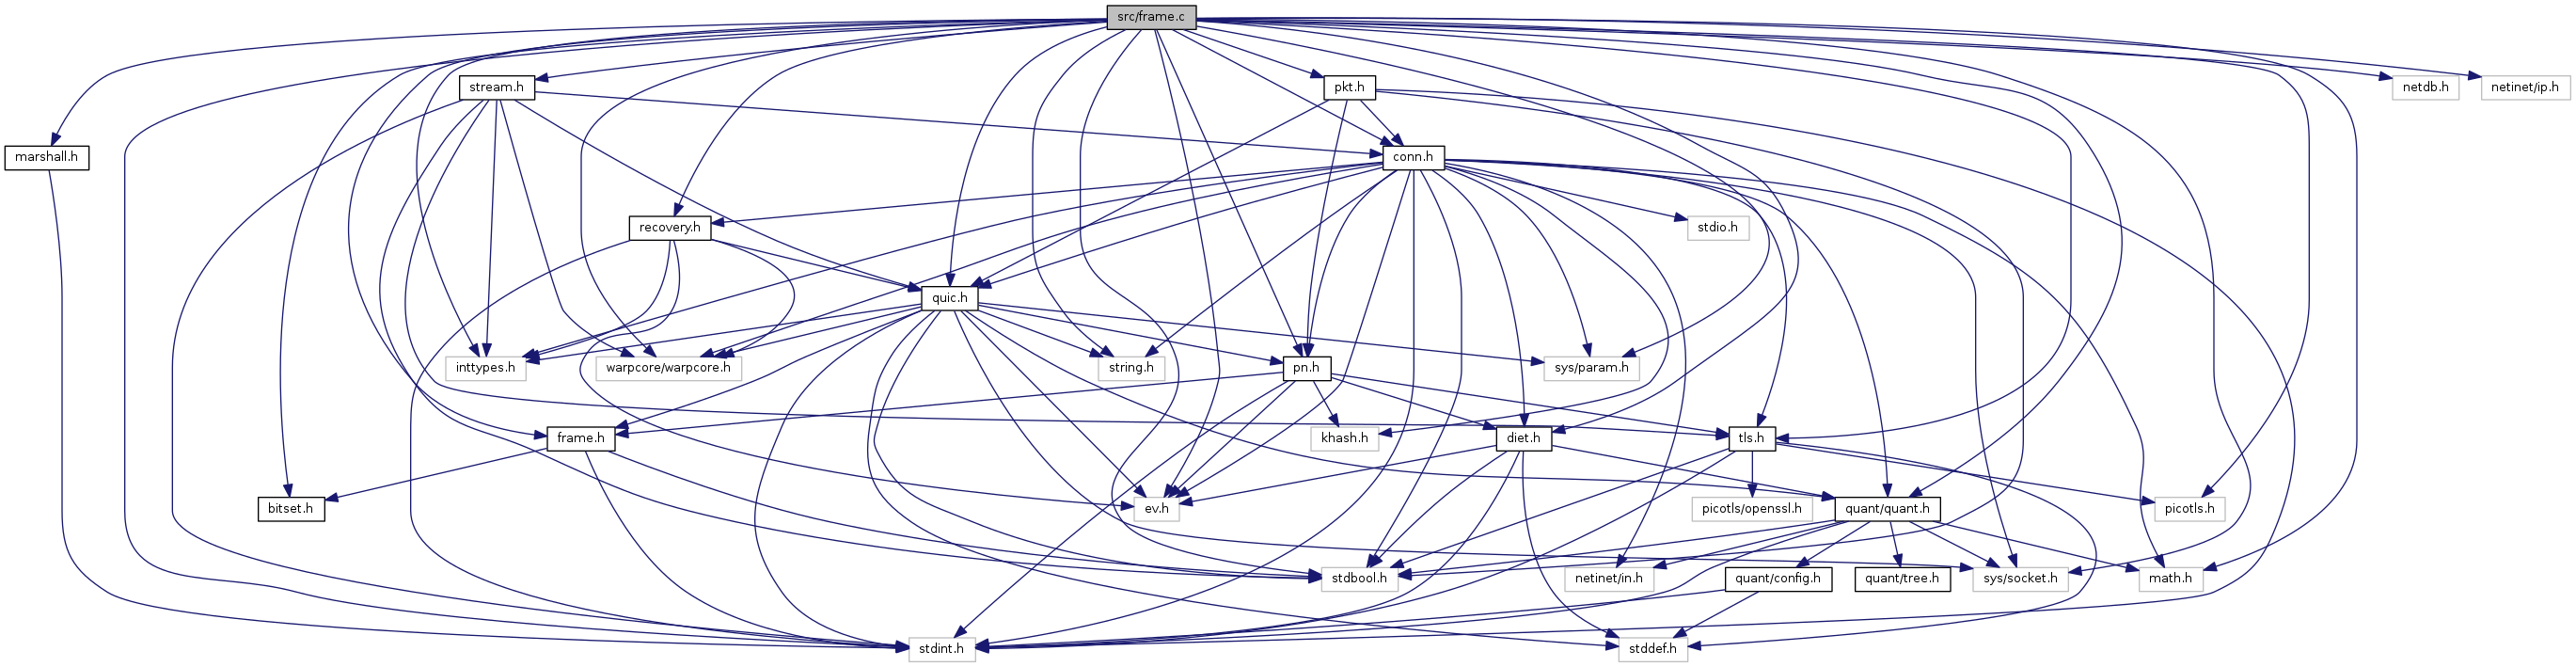 src/frame.c
stream.h
pkt.h
netdb.h
netinet/ip.h
marshall.h
conn.h
recovery.h
stdio.h
quic.h
inttypes.h
warpcore/warpcore.h
string.h
pn.h
sys/param.h
frame.h
khash.h
diet.h
tls.h
bitset.h
ev.h
picotls/openssl.h
quant/quant.h
picotls.h
stdbool.h
netinet/in.h
quant/config.h
quant/tree.h
sys/socket.h
math.h
stdint.h
stddef.h